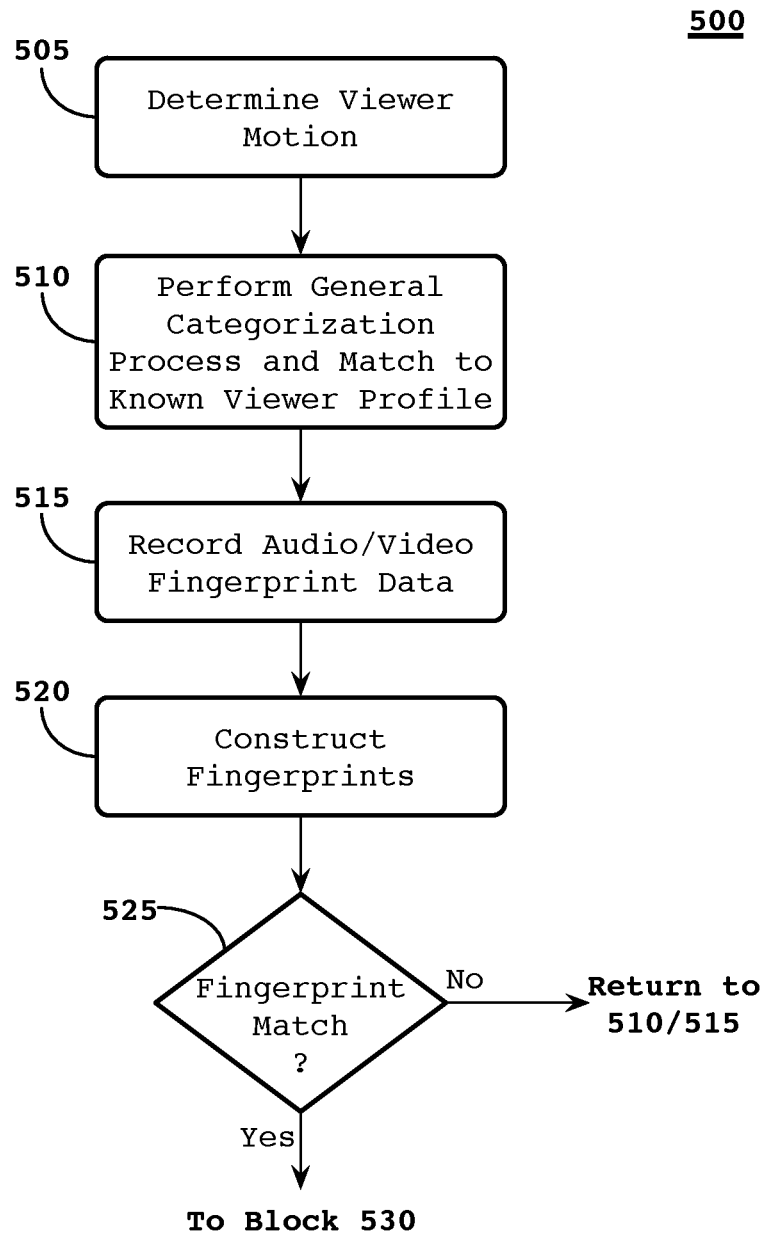 500
505
Determine Viewer
Motion
510
Perform General
Categorization
Process and Match to
Known Viewer Profile
515
Record Audio/Video
Fingerprint Data
520
Construct
Fingerprints
525
Fingerprint
Match
?
No
Return to
510/515
Yes
To Block 530